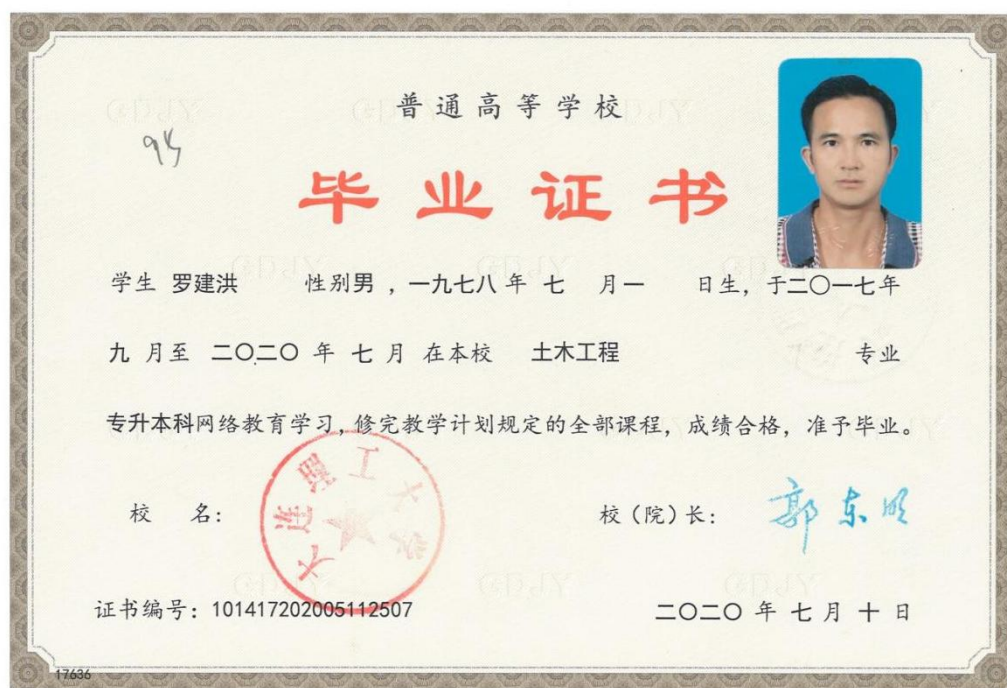 普通高等学校
毕业证书
学生 罗建洪 性别男，一九七八年 七 月一 日生，于二〇一七年
九 月至 二〇二〇 年 七 月 在本校 土木工程 专业
专升本科网络教育学习，修完教学计划规定的全部课程，成绩合格，准予毕业。
校 名：
大连理工大学
校（院）长：
郭东明
证书编号：101417202005112507
二〇二〇 年 七 月 十 日
17636